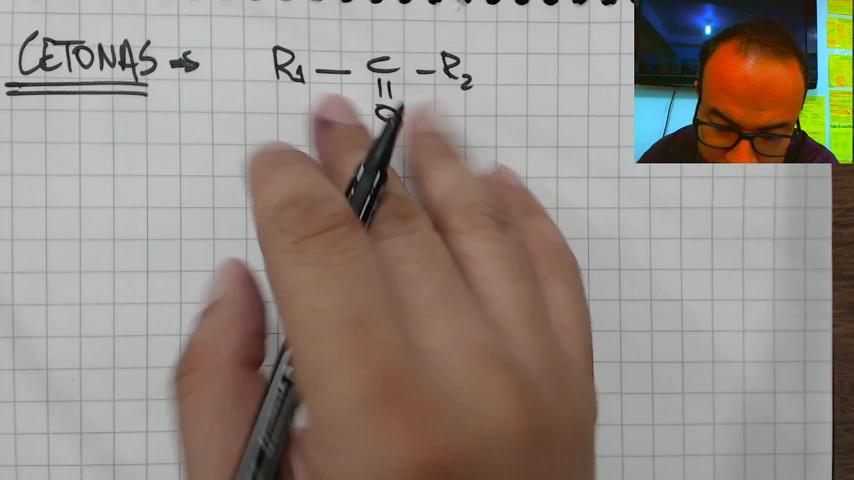 CETONAS → R₁ — C — R₂
||
O